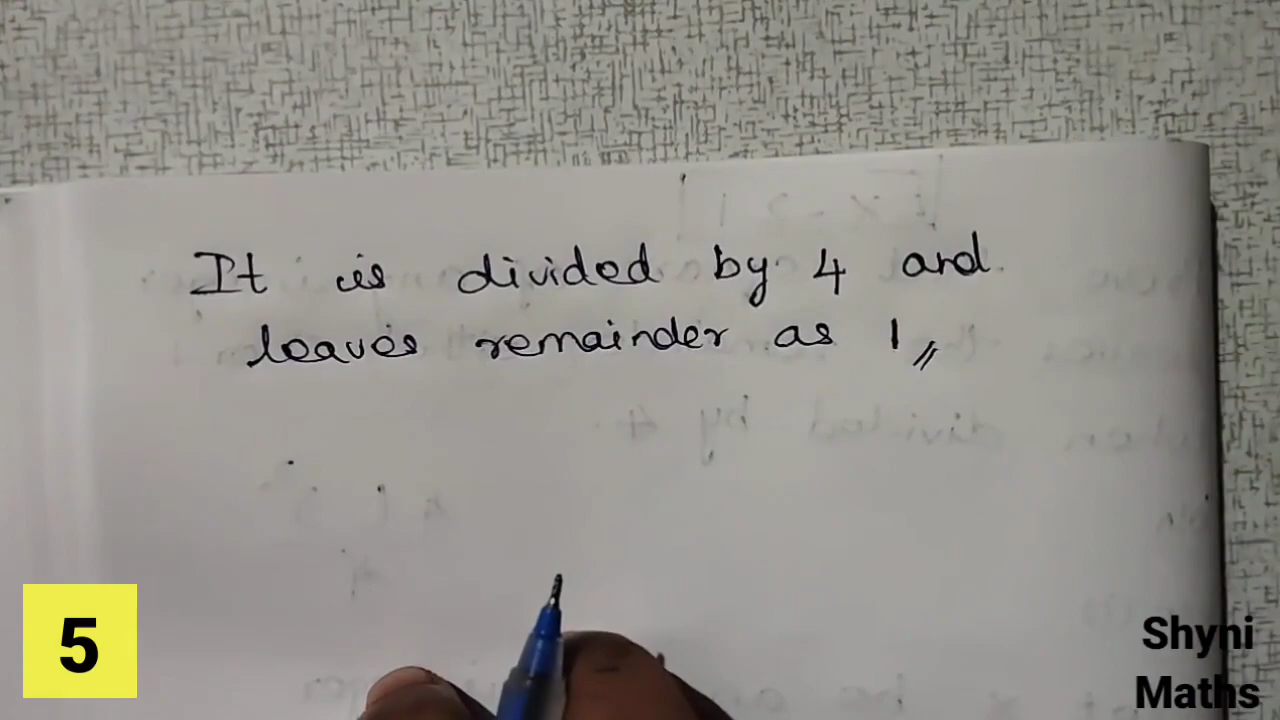 It is divided by 4 and
leaves remainder as 1
5
Shyni
Maths